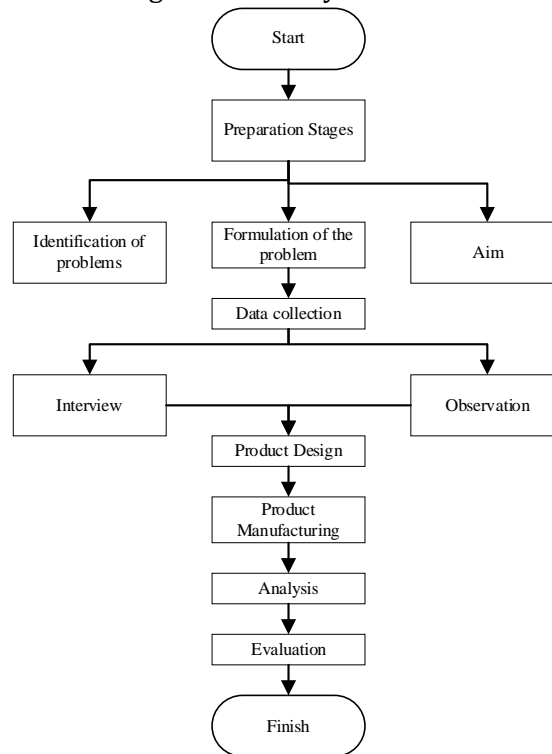 Start
Preparation Stages
Identification of
problems
Formulation of the
problem
Aim
Data collection
Interview
Observation
Product Design
Product
Manufacturing
Analysis
Evaluation
Finish